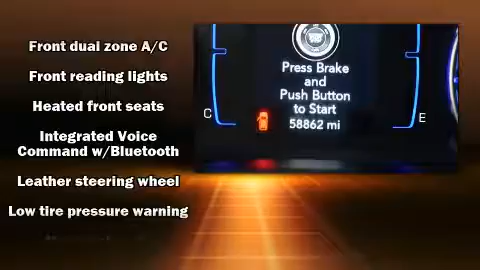 Front dual zone A/C
Front reading lights
Heated front seats
Integrated Voice
Command w/Bluetooth
Leather steering wheel
Low tire pressure warning
Press Brake
and
Push Button
to Start
58862 mi
C
E